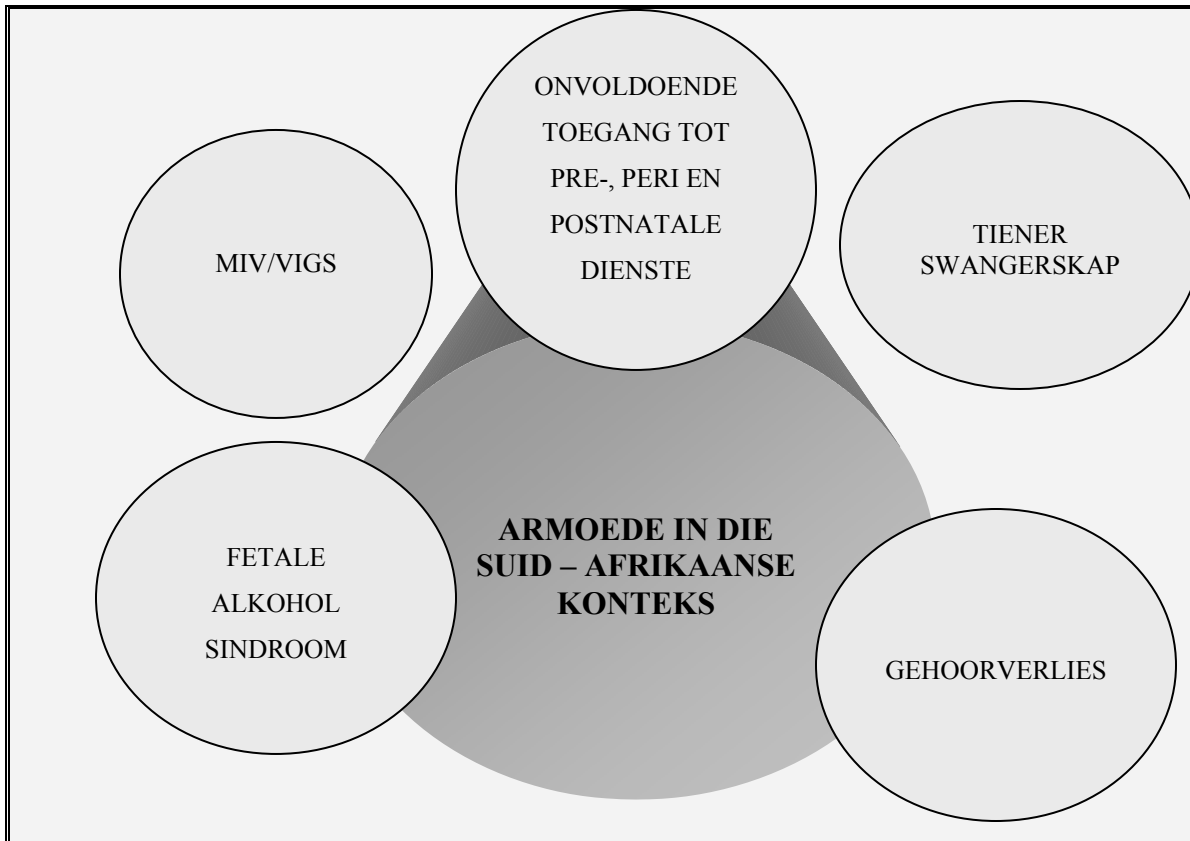 ONVOLDOENDE
TOEGANG TOT
PRE-, PERI EN
POSTNATALE
DIENSTE
MIV/VIGS
TIENER
SWANGERSKAP
FETALE
ALKOHOL
SINDROOM
ARMOEDE IN DIE
SUID – AFRIKAANSE
KONTEKS
GEHOORVERLIES